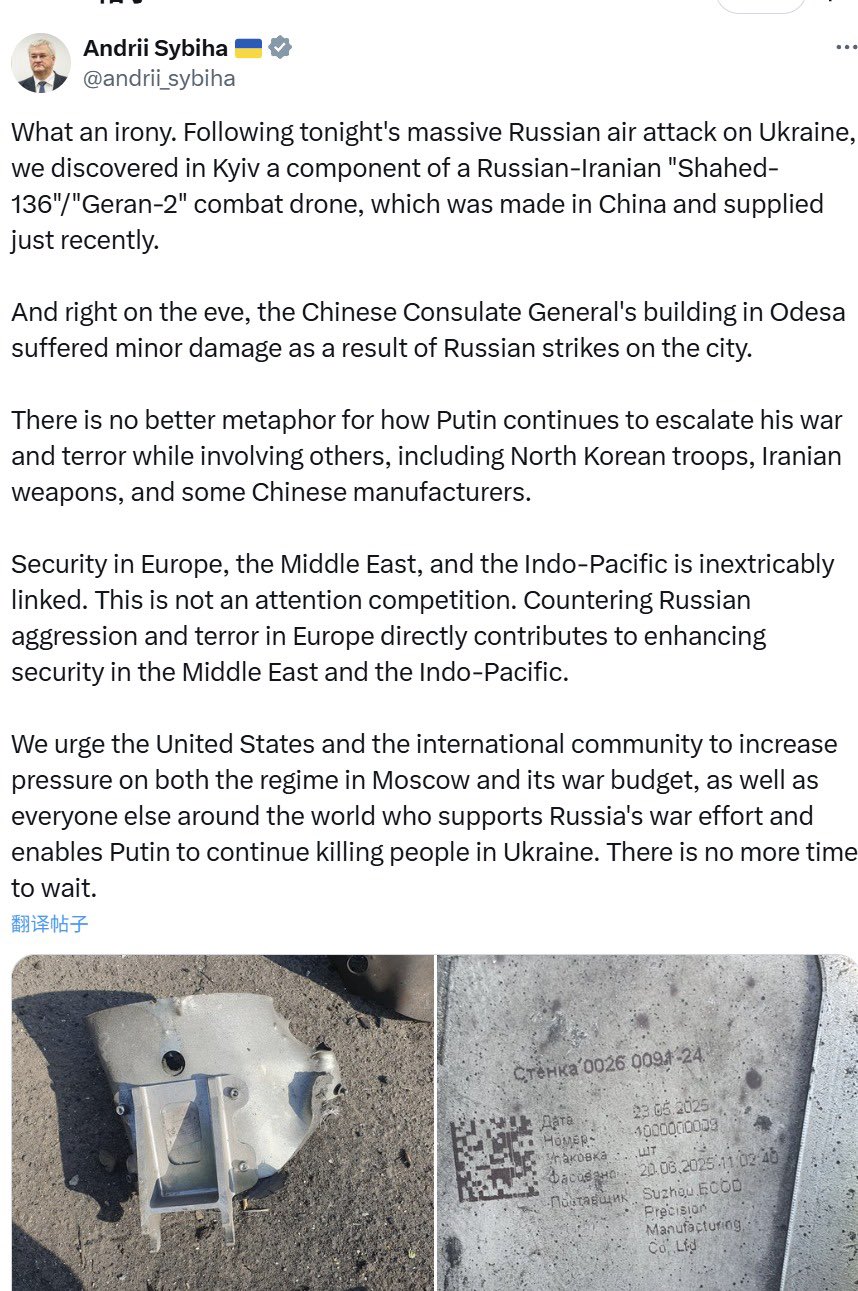 Andrii Sybiha
@andrii_sybiha
What an irony. Following tonight's massive Russian air attack on Ukraine,
we discovered in Kyiv a component of a Russian-Iranian "Shahed-
136"/"Geran-2" combat drone, which was made in China and supplied
just recently.
And right on the eve, the Chinese Consulate General's building in Odesa
suffered minor damage as a result of Russian strikes on the city.
There is no better metaphor for how Putin continues to escalate his war
and terror while involving others, including North Korean troops, Iranian
weapons, and some Chinese manufacturers.
Security in Europe, the Middle East, and the Indo-Pacific is inextricably
linked. This is not an attention competition. Countering Russian
aggression and terror in Europe directly contributes to enhancing
security in the Middle East and the Indo-Pacific.
We urge the United States and the international community to increase
pressure on both the regime in Moscow and its war budget, as well as
everyone else around the world who supports Russia's war effort and
enables Putin to continue killing people in Ukraine. There is no more time
to wait.
翻译帖子
Стенка 0026 0091-24
Дата 23.05.2025
Номер
шт
Фасовано 20.06.2025 11:02
Поставщик Suzhou ECOD
Precision
Manufacturing
Co, Ltd